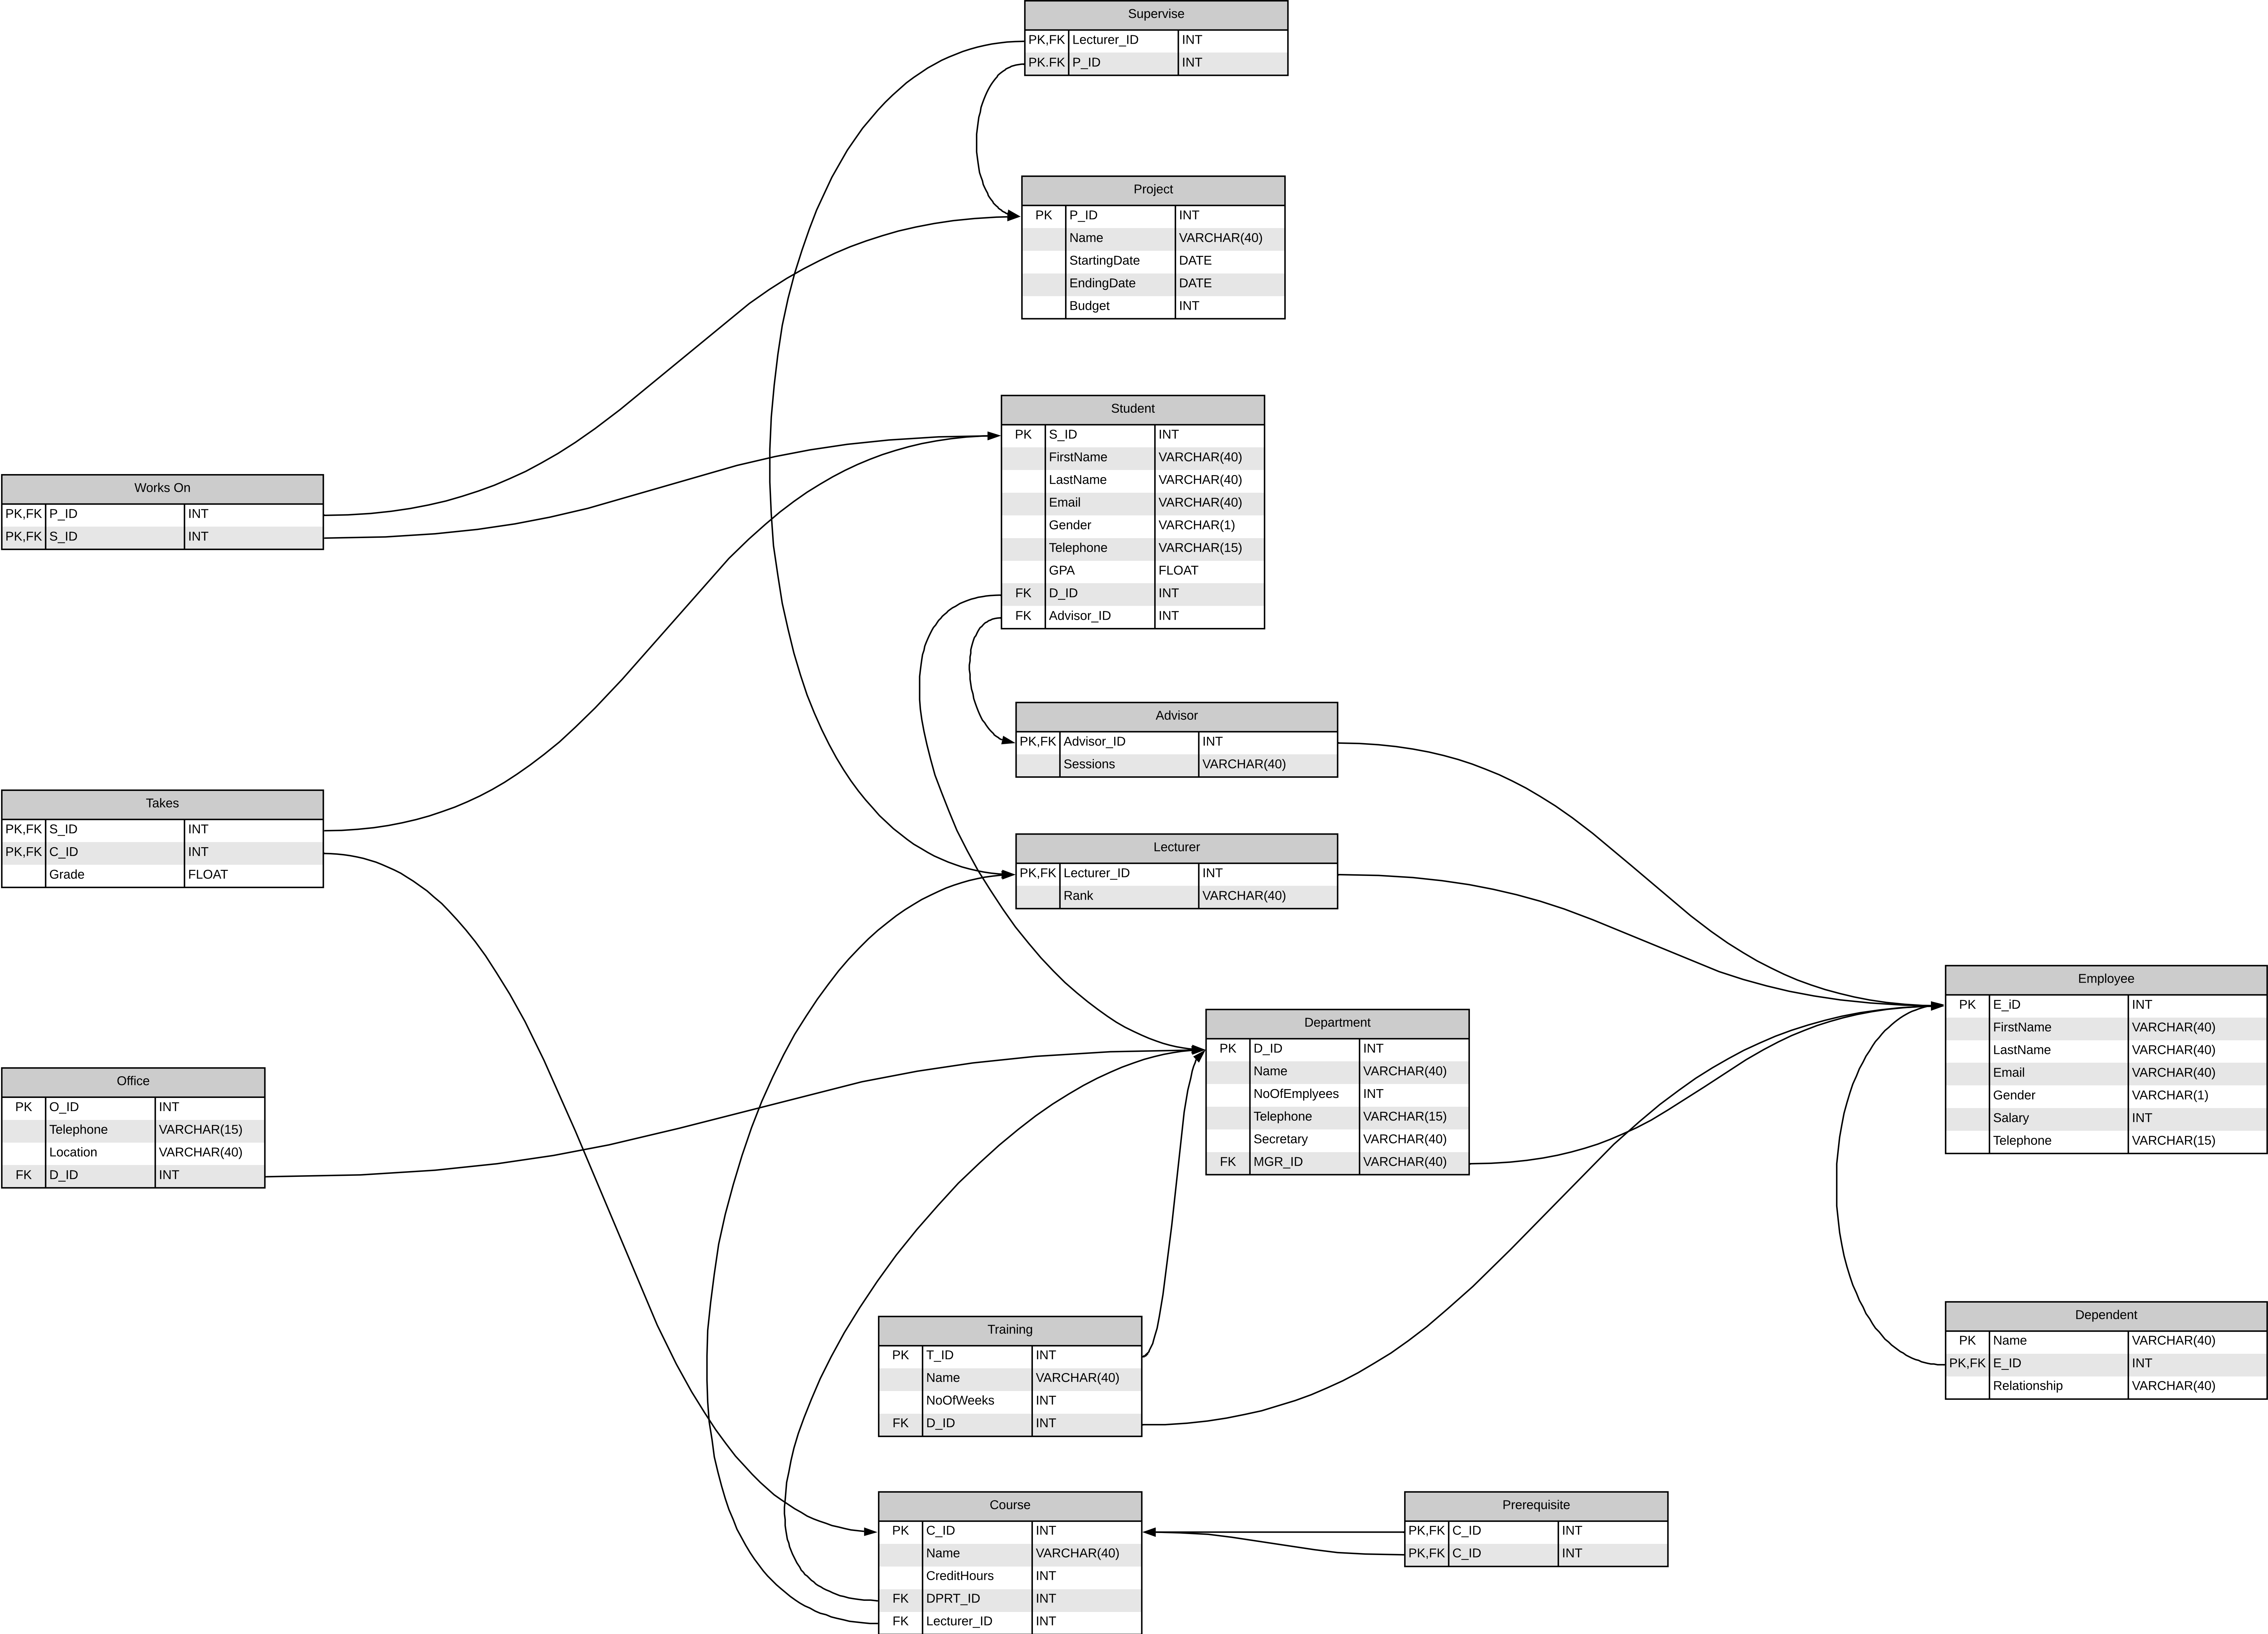 Supervise
PK,FK Lecturer_ID INT
PK.FK P_ID INT
Project
PK P_ID INT
Name VARCHAR(40)
StartingDate DATE
EndingDate DATE
Budget INT
Student
PK S_ID INT
FirstName VARCHAR(40)
LastName VARCHAR(40)
Email VARCHAR(40)
Gender VARCHAR(1)
Telephone VARCHAR(15)
GPA FLOAT
FK D_ID INT
FK Advisor_ID INT
Works On
PK,FK P_ID INT
PK,FK S_ID INT
Advisor
PK,FK Advisor_ID INT
Sessions VARCHAR(40)
Takes
PK,FK S_ID INT
PK,FK C_ID INT
Grade FLOAT
Lecturer
PK,FK Lecturer_ID INT
Rank VARCHAR(40)
Employee
PK E_iD INT
FirstName VARCHAR(40)
LastName VARCHAR(40)
Email VARCHAR(40)
Gender VARCHAR(1)
Salary INT
Telephone VARCHAR(15)
Department
PK D_ID INT
Name VARCHAR(40)
NoOfEmplyees INT
Telephone VARCHAR(15)
Secretary VARCHAR(40)
FK MGR_ID VARCHAR(40)
Office
PK O_ID INT
Telephone VARCHAR(15)
Location VARCHAR(40)
FK D_ID INT
Dependent
PK Name VARCHAR(40)
PK,FK E_ID INT
Relationship VARCHAR(40)
Training
PK T_ID INT
Name VARCHAR(40)
NoOfWeeks INT
FK D_ID INT
Course
PK C_ID INT
Name VARCHAR(40)
CreditHours INT
FK DPRT_ID INT
FK Lecturer_ID INT
Prerequisite
PK,FK C_ID INT
PK,FK C_ID INT